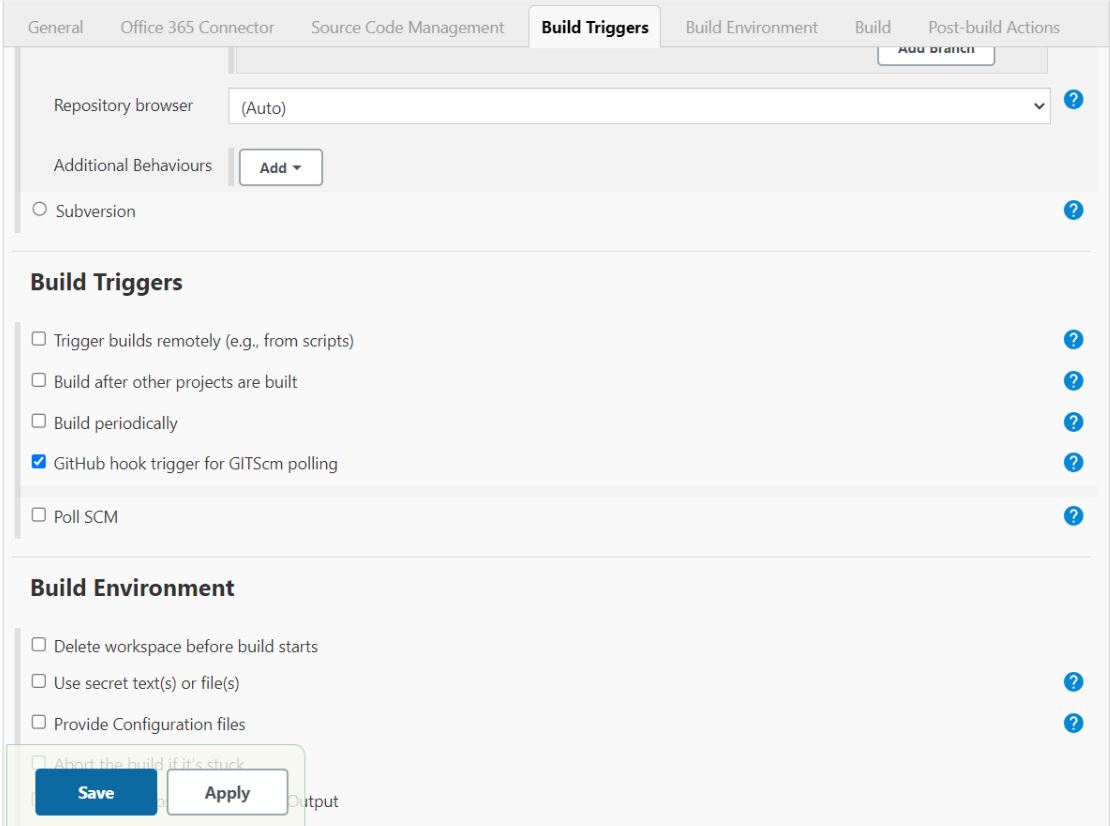 General Office 365 Connector Source Code Management Build Triggers Build Environment Build Post-build Actions
Add Branch
Repository browser (Auto)
Additional Behaviours Add
Subversion
Build Triggers
Trigger builds remotely (e.g., from scripts)
Build after other projects are built
Build periodically
GitHub hook trigger for GITScm polling
Poll SCM
Build Environment
Delete workspace before build starts
Use secret text(s) or file(s)
Provide Configuration files
Abort the build if it's stuck
Save Apply
Output